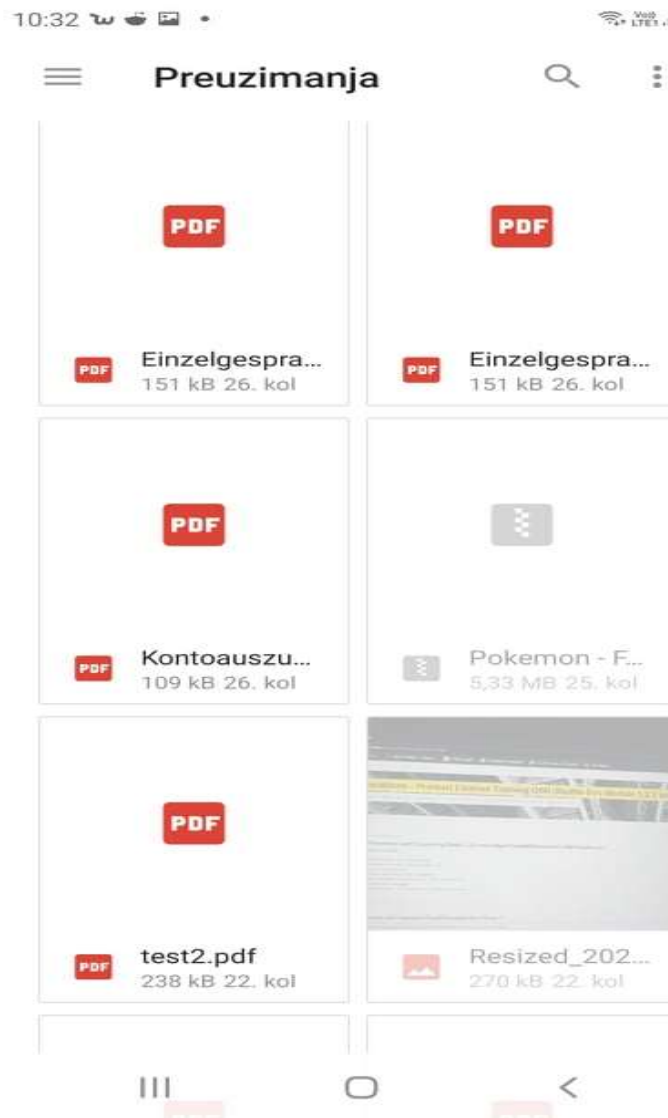 10:32
Preuzimanja
PDF
PDF
PDF
Einzelgespra...
151 kB 26. kol
PDF
Einzelgespra...
151 kB 26. kol
PDF
PDF
Kontoauszu...
109 kB 26. kol
Pokemon - F...
5,33 MB 25. kol
PDF
PDF
test2.pdf
238 kB 22. kol
Resized_202...
270 kB 22. kol